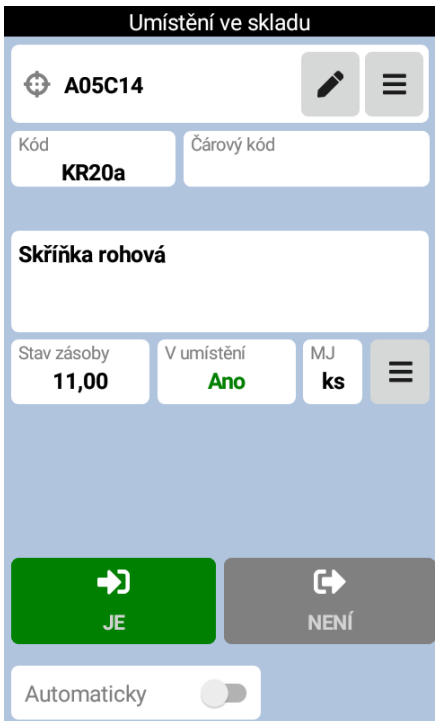 Umístění ve skladu
A05C14
Kód
Čárový kód
KR20a
Skříňka rohová
Stav zásoby
V umístění
MJ
11,00
Ano
ks
JE
NENÍ
Automaticky